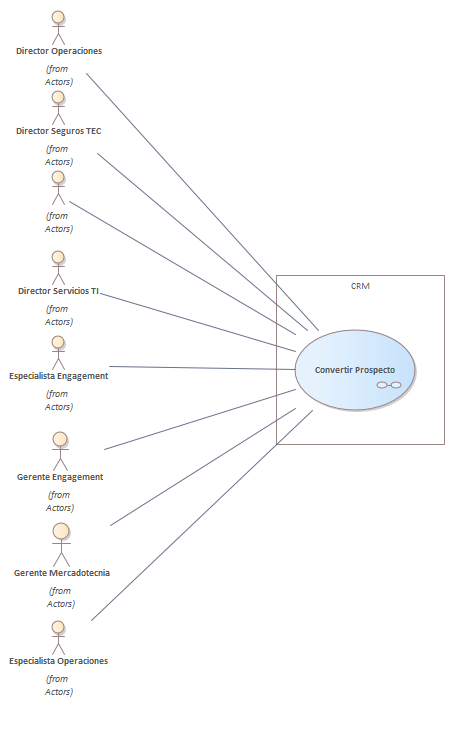 Director Operaciones
(from
Actors)
Director Seguros TEC
(from
Actors)
(from
Actors)
Director Servicios TI
(from
Actors)
Especialista Engagement
(from
Actors)
Gerente Engagement
(from
Actors)
Gerente Mercadotecnia
(from
Actors)
Especialista Operaciones
(from
Actors)
CRM
Convertir Prospecto